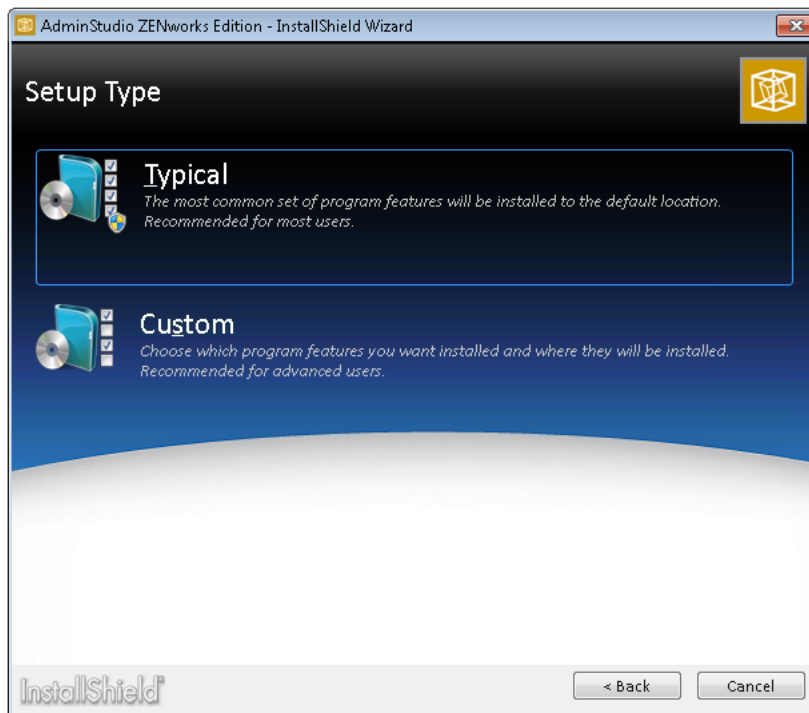 AdminStudio ZENworks Edition - InstallShield Wizard
Setup Type
Typical
The most common set of program features will be installed to the default location.
Recommended for most users.
Custom
Choose which program features you want installed and where they will be installed.
Recommended for advanced users.
InstallShield®
< Back
Cancel